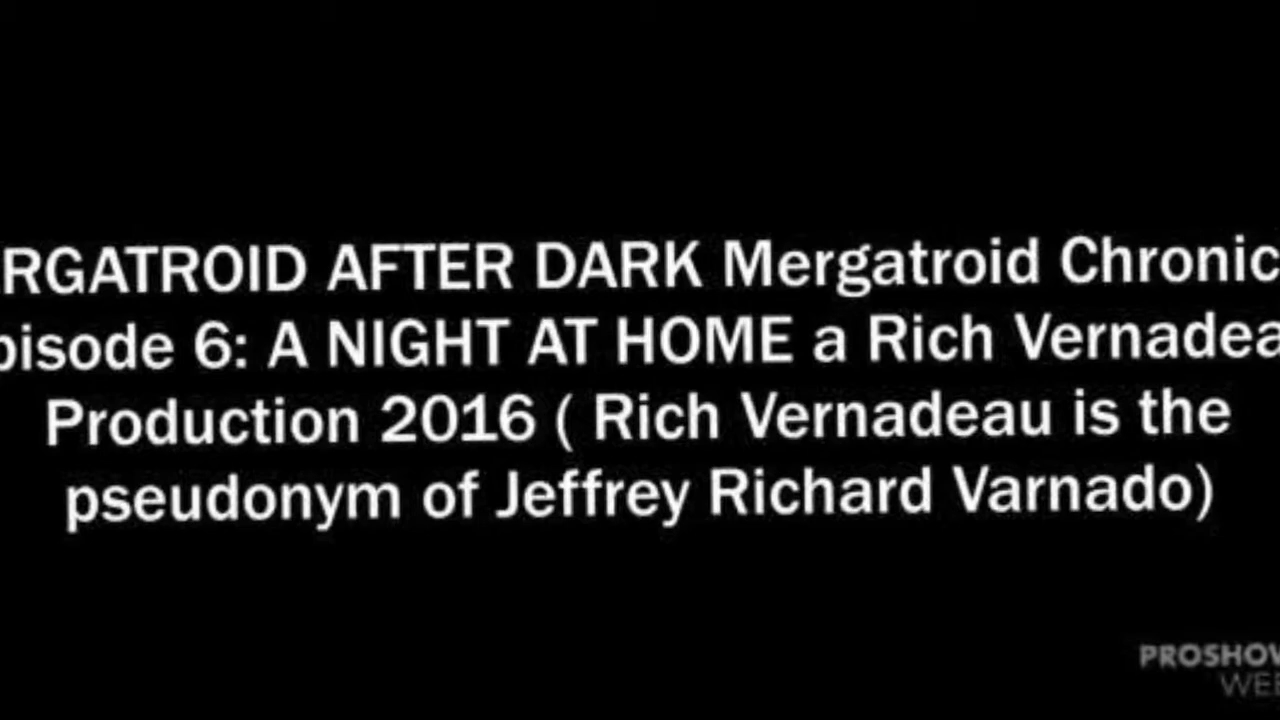 RGATROID AFTER DARK Mergatroid Chronic
pisode 6: A NIGHT AT HOME a Rich Vernadea
Production 2016 ( Rich Vernadeau is the
pseudonym of Jeffrey Richard Varnado)
PROSHOW
WEB